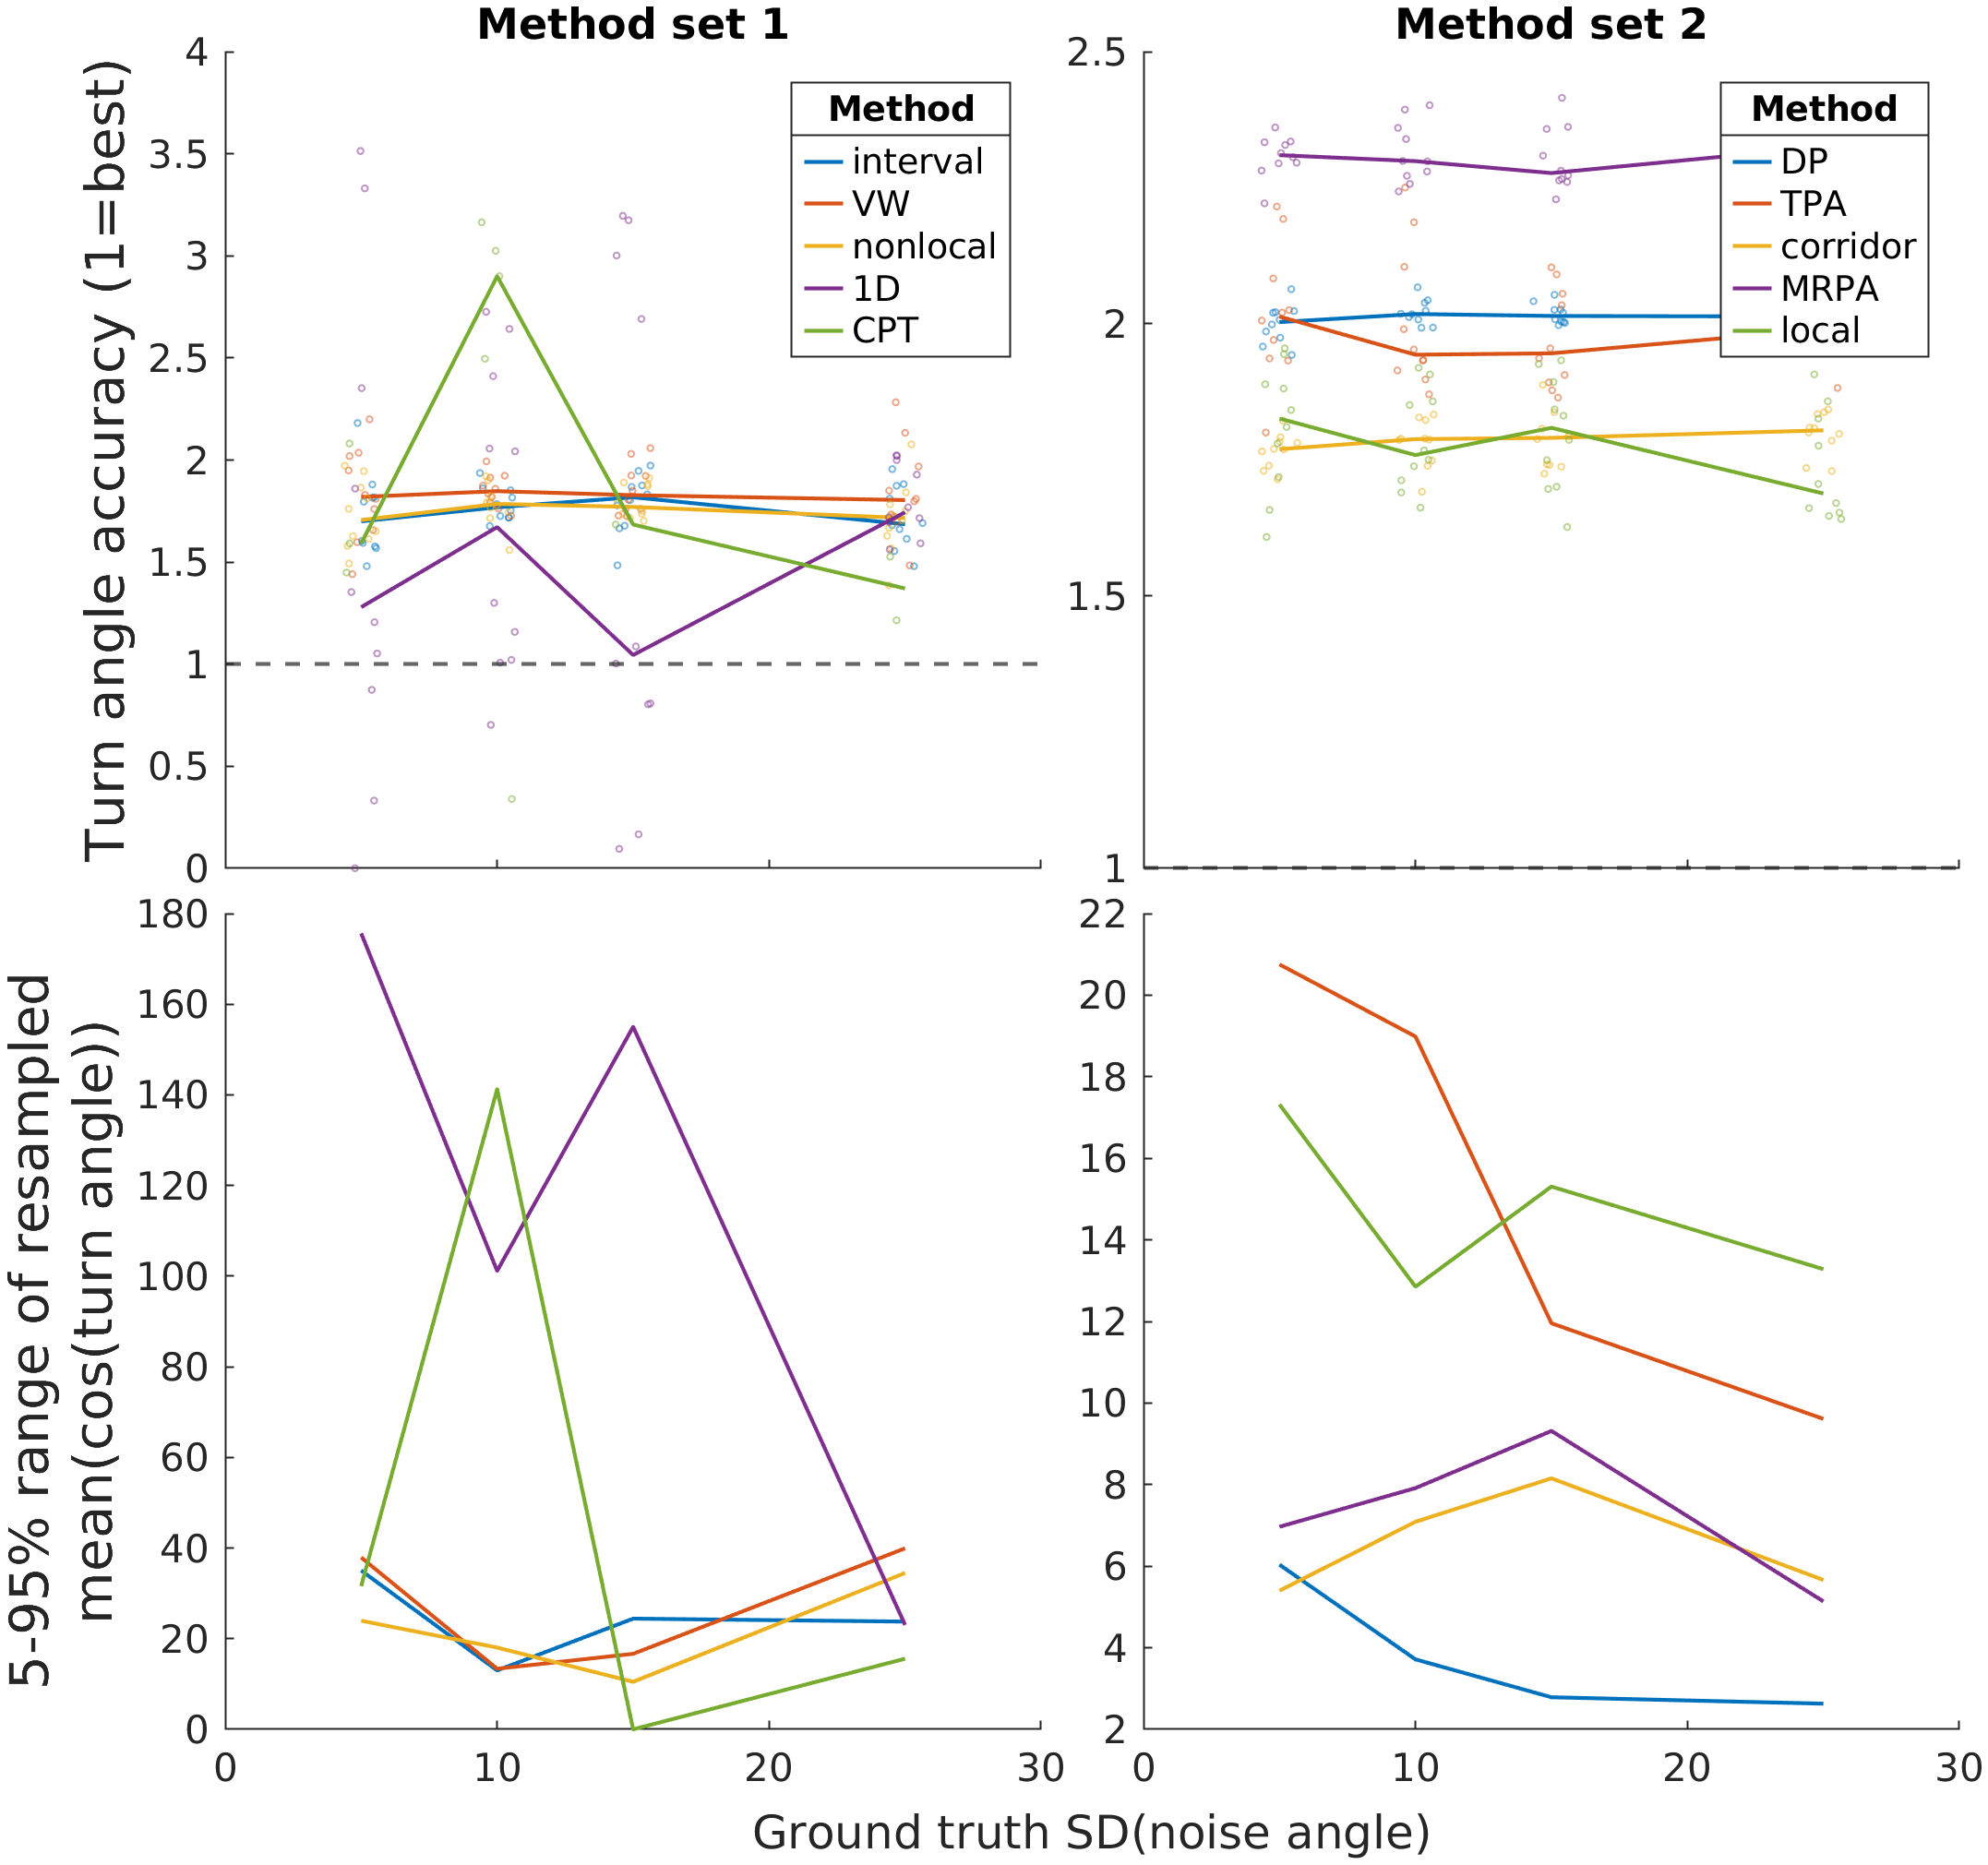 Method set 1
Method set 2
Turn angle accuracy (1=best)
4
3.5
3
2.5
2
1.5
1
0.5
0
Method
interval
VW
nonlocal
1D
CPT
2.5
2
1.5
1
Method
DP
TPA
corridor
MRPA
local
5-95% range of resampled
mean(cos(turn angle))
180
160
140
120
100
80
60
40
20
0
0
10
20
30
22
20
18
16
14
12
10
8
6
4
2
0
10
20
30
Ground truth SD(noise angle)